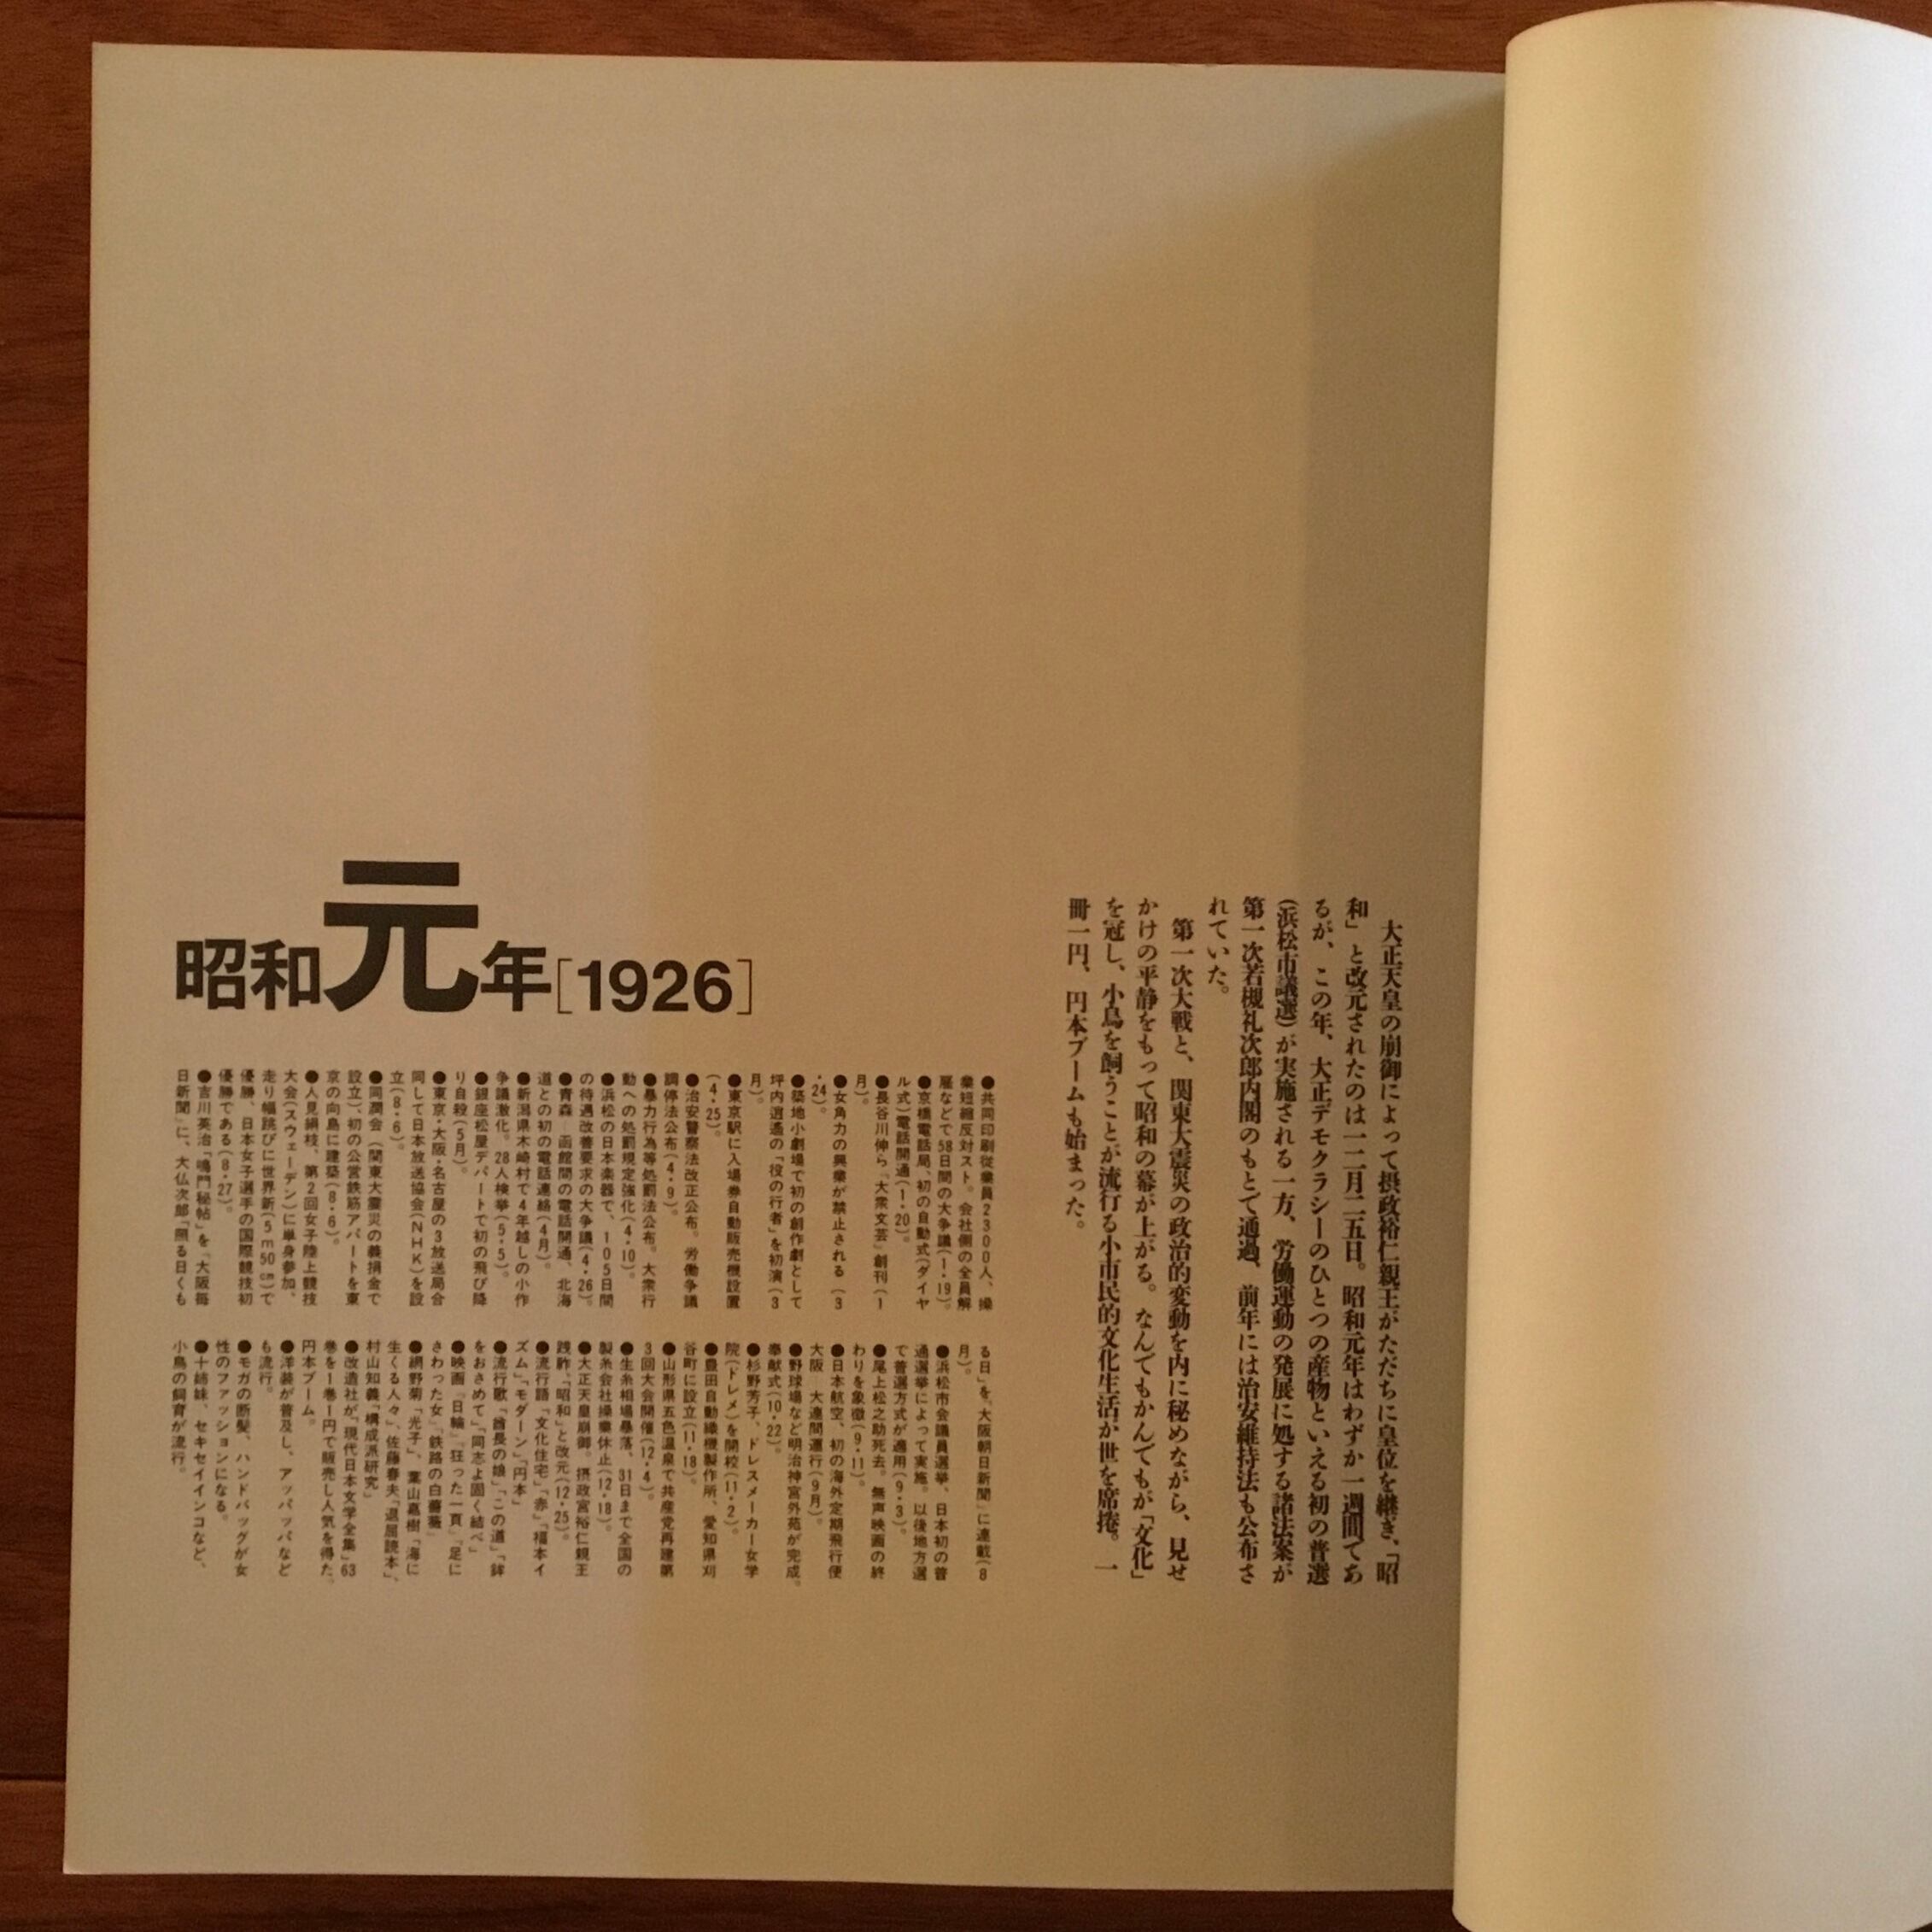 昭和元年[1926]
大正天皇の崩御によって摂政裕仁親王がただちに皇位を継ぎ、「昭
和」と改元されたのは一二月二五日。昭和元年はわずか一週間であ
るが、この年、大正デモクラシーのひとつの産物といえる初の普選
(浜松市議選)が実施される一方、労働運動の発展に処する諸法案が
第一次若槻礼次郎内閣のもとで通過、前年には治安維持法も公布さ
れていた。
第一次大戦と、関東大震災の政治的変動を内に秘めながら、見せ
かけの平静をもって昭和の幕が上がる。なんでもかんでもが「文化」
を冠し、小鳥を飼うことが流行る小市民的文化生活が世を席捲。一
冊一円、円本ブームも始まった。
●共同印刷従業員2300人、操
業短縮反対スト。会社側の全員解
雇などで58日間の大争議(1・19)。
●京橋電話局、初の自動式(ダイヤ
ル式)電話開通(1・20)。
●長谷川伸ら『大衆文芸』創刊(1
月)。
●女角力の興業が禁止される(3
・24)。
●築地小劇場で初の創作劇として
坪内逍遙の「役の行者」を初演(3
月)。
●東京駅に入場券自動販売機設置
(4・25)。
●治安警察法改正公布。労働争議
調停法公布(4・9)。
●暴力行為等処罰法公布。大衆行
動への処罰規定強化(4・10)。
●浜松の日本楽器で、105日間
の待遇改善要求の大争議(4・26)。
●青森—函館間の電話開通、北海
道との初の電話連絡(4月)。
●新潟県木崎村で4年越しの小作
争議激化。28人検挙(5・5)。
●銀座松屋デパートで初の飛び降
り自殺(5月)。
●東京・大阪・名古屋の3放送局合
同して日本放送協会(NHK)を設
立(8・6)。
●同潤会(関東大震災の義捐金で
設立)、初の公営鉄筋アパートを東
京の向島に建築(8・6)。
●人見絹枝、第2回女子陸上競技
大会(スウェーデン)に単身参加、
走り幅跳びに世界新(5m50cm)で
優勝、日本女子選手の国際競技初
優勝である(8・27)。
●吉川英治「鳴門秘帖」を『大阪毎
日新聞』に、大仏次郎「照る日くも
る日」を『大阪朝日新聞』に連載(8
月)。
●浜松市会議員選挙、日本初の普
通選挙によって実施。以後地方選
で普選方式が適用(9・3)。
●尾上松之助死去。無声映画の終
わりを象徴(9・11)。
●日本航空、初の海外定期飛行便
大阪—大連間運行(9月)。
●野球場など明治神宮外苑が完成。
奉献式(10・22)。
●杉野芳子、ドレスメーカー女学
院(ドレメ)を開校(11・2)。
●豊田自動織機製作所、愛知県刈
谷町に設立(11・18)。
●山形県五色温泉で共産党再建第
3回大会開催(12・4)。
●生糸相場暴落、31日まで全国の
製糸会社操業休止(12・18)。
●大正天皇崩御。摂政宮裕仁親王
践祚、「昭和」と改元(12・25)。
●流行語「文化住宅」、「赤」、「福本イ
ズム」、「モダーン」「円本」
●流行歌「酋長の娘」「この道」「鉾
をおさめて」「同志よ固く結べ」
●映画『日輪』『狂った一頁』『足に
さわった女』『鉄路の白薔薇』
●網野菊「光子」、葉山嘉樹「海に
生くる人々」、佐藤春夫「退屈読本」、
村山知義「構成派研究」
●改造社が、「現代日本文学全集」63
巻を1巻1円で販売し人気を得た、
円本ブーム。
●洋装が普及し、アッパッパなど
も流行。
●モガの断髪、ハンドバッグが女
性のファッションになる。
●十姉妹、セキセイインコなど、
小鳥の飼育が流行。